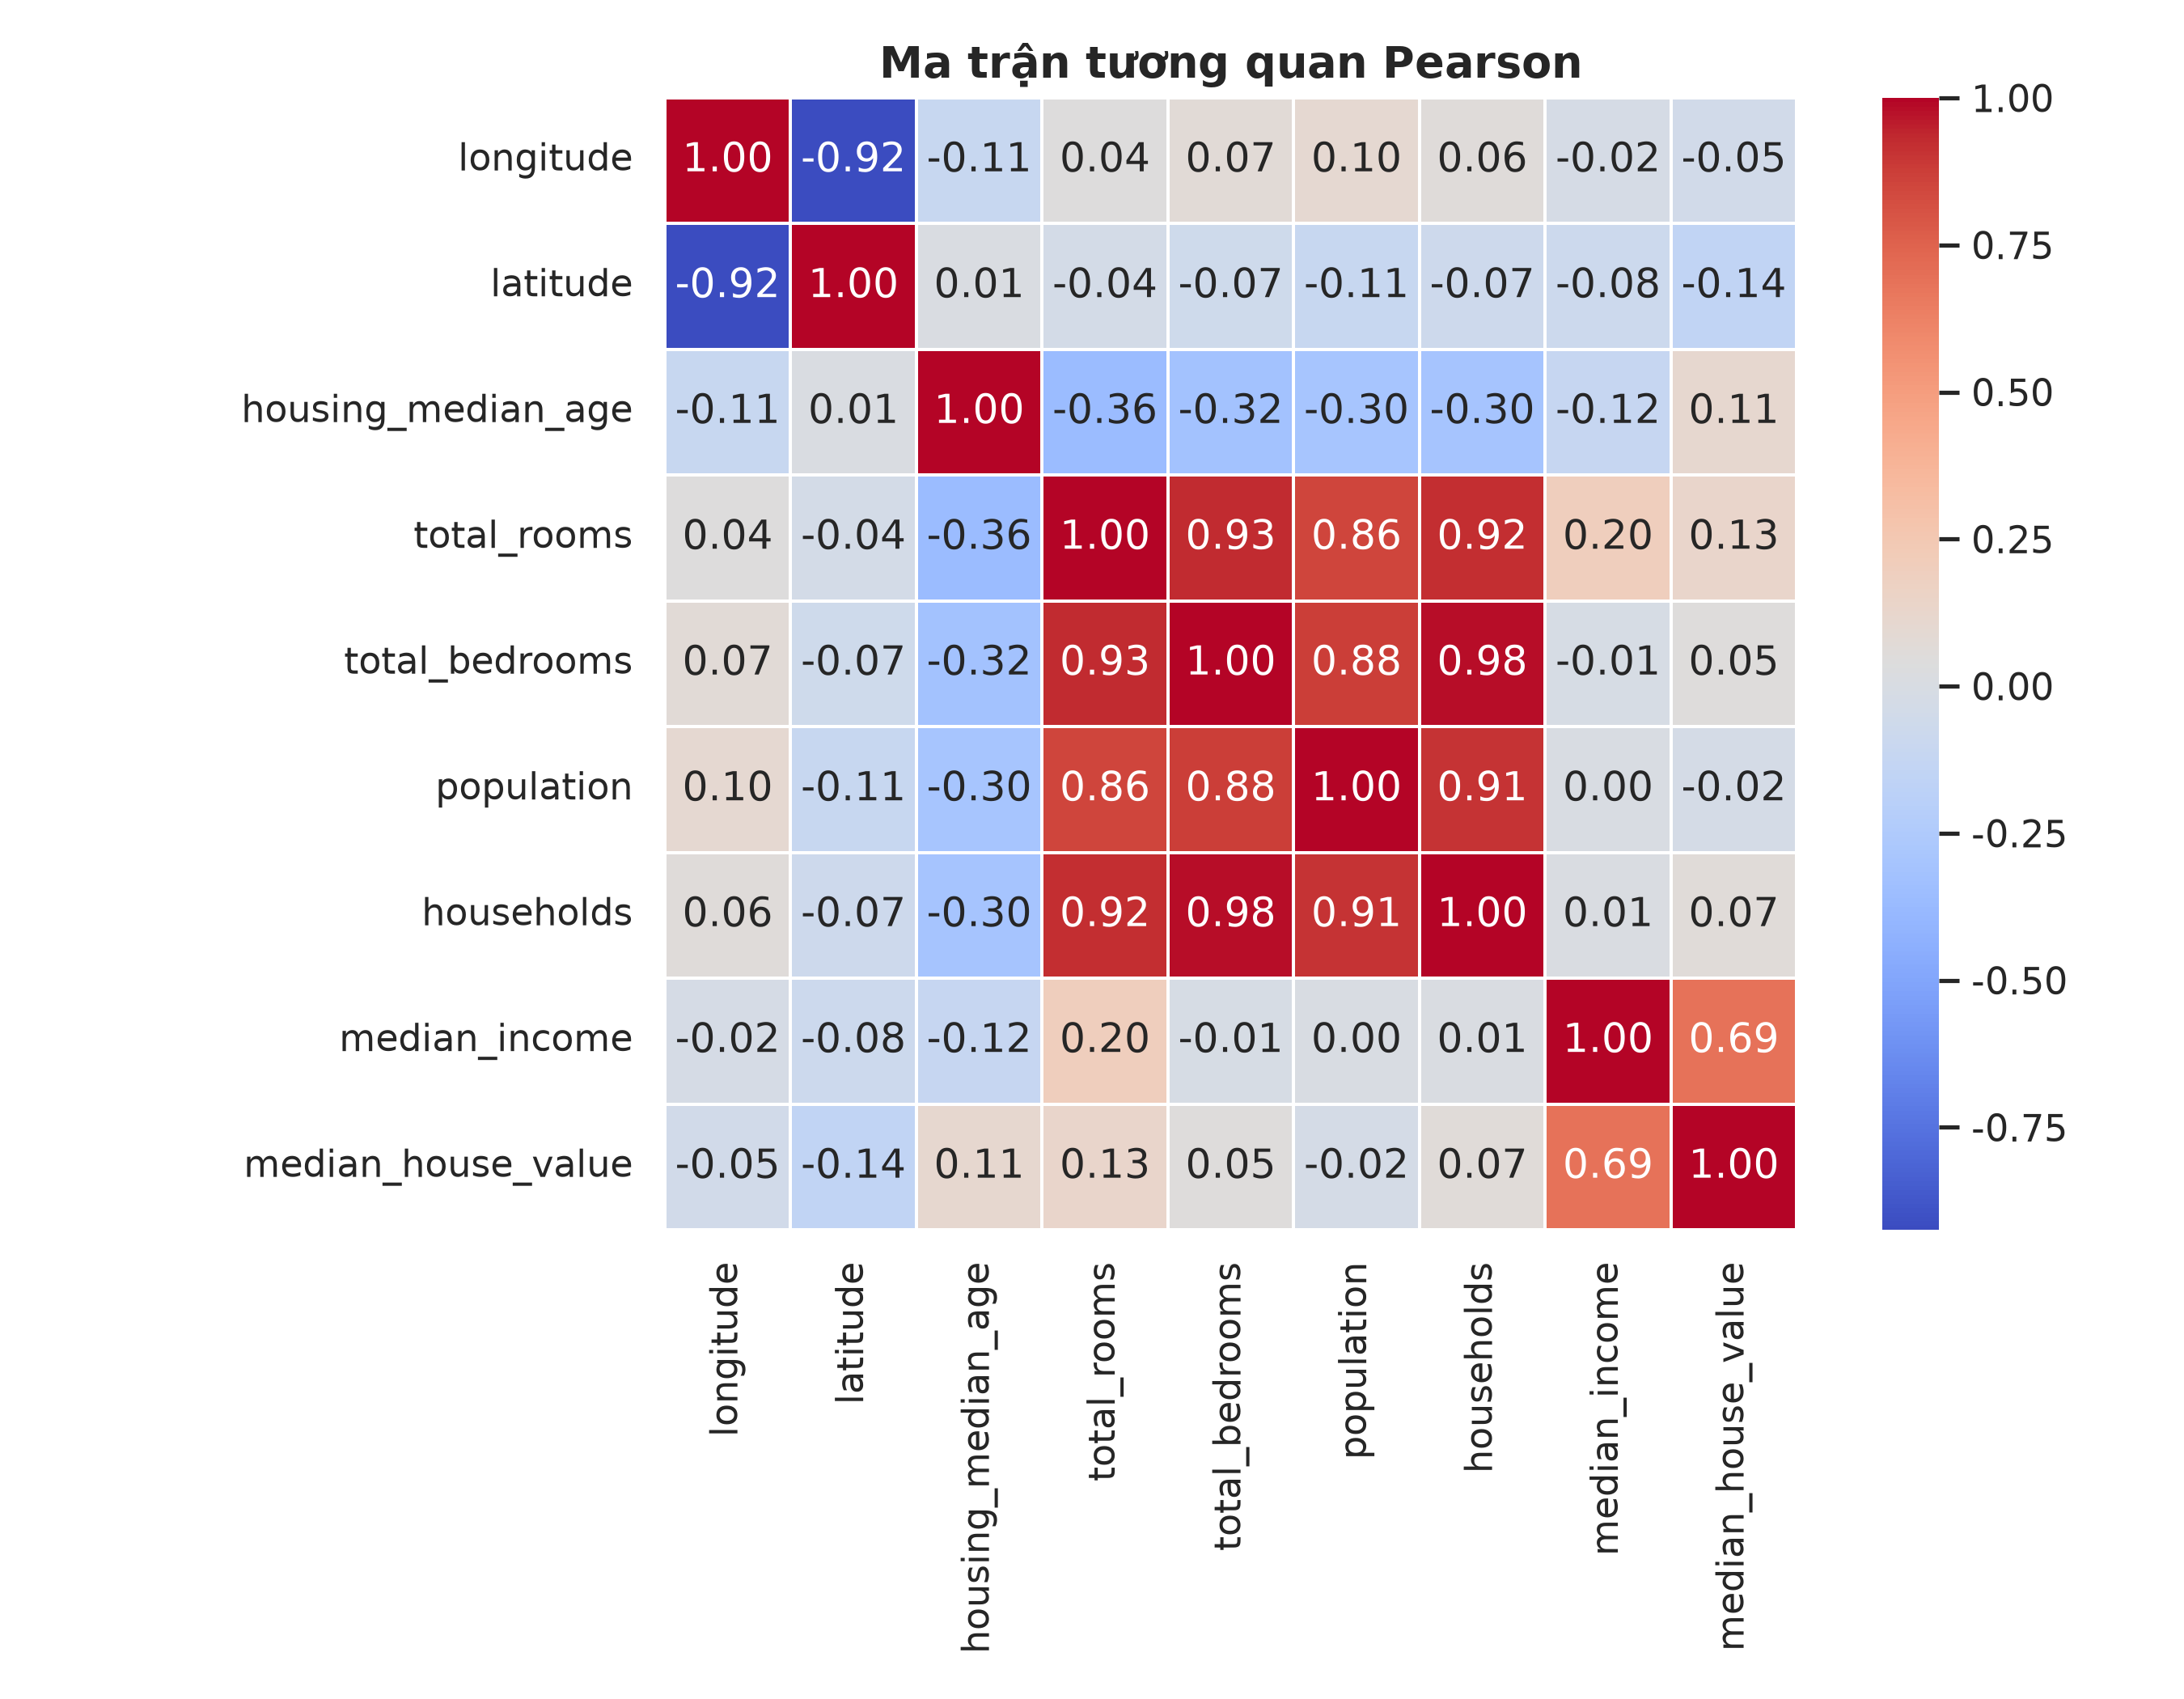 Ma trận tương quan Pearson
longitude 1.00 -0.92 -0.11 0.04 0.07 0.10 0.06 -0.02 -0.05
latitude -0.92 1.00 0.01 -0.04 -0.07 -0.11 -0.07 -0.08 -0.14
housing_median_age -0.11 0.01 1.00 -0.36 -0.32 -0.30 -0.30 -0.12 0.11
total_rooms 0.04 -0.04 -0.36 1.00 0.93 0.86 0.92 0.20 0.13
total_bedrooms 0.07 -0.07 -0.32 0.93 1.00 0.88 0.98 -0.01 0.05
population 0.10 -0.11 -0.30 0.86 0.88 1.00 0.91 0.00 -0.02
households 0.06 -0.07 -0.30 0.92 0.98 0.91 1.00 0.01 0.07
median_income -0.02 -0.08 -0.12 0.20 -0.01 0.00 0.01 1.00 0.69
median_house_value -0.05 -0.14 0.11 0.13 0.05 -0.02 0.07 0.69 1.00
longitude
latitude
housing_median_age
total_rooms
total_bedrooms
population
households
median_income
median_house_value
1.00
0.75
0.50
0.25
0.00
-0.25
-0.50
-0.75